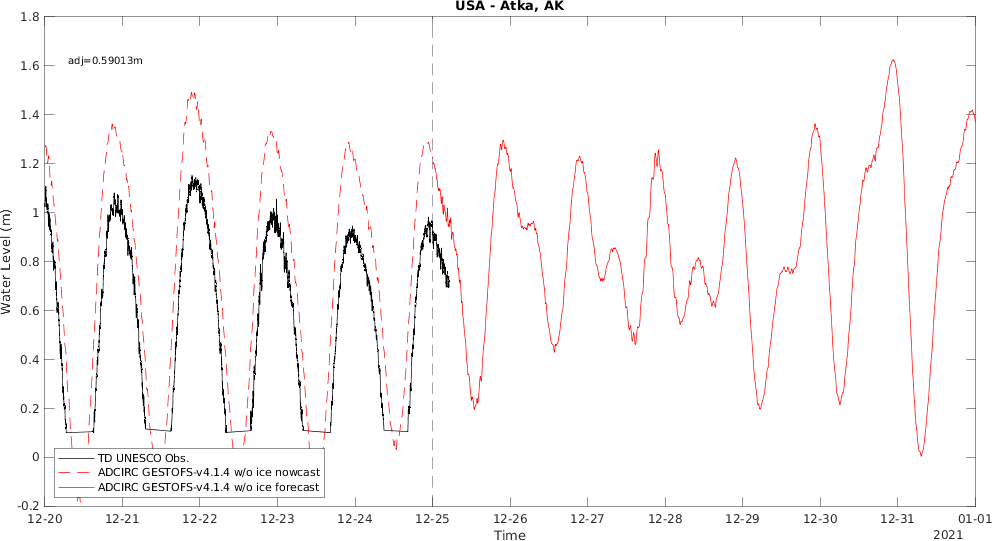 USA - Atka, AK
adj=0.59013m
Water Level (m)
1.8
1.6
1.4
1.2
1
0.8
0.6
0.4
0.2
0
-0.2
TD UNESCO Obs.
ADCIRC GESTOFS-v4.1.4 w/o ice nowcast
ADCIRC GESTOFS-v4.1.4 w/o ice forecast
12-20 12-21 12-22 12-23 12-24 12-25 12-26 12-27 12-28 12-29 12-30 12-31 01-01
Time
2021